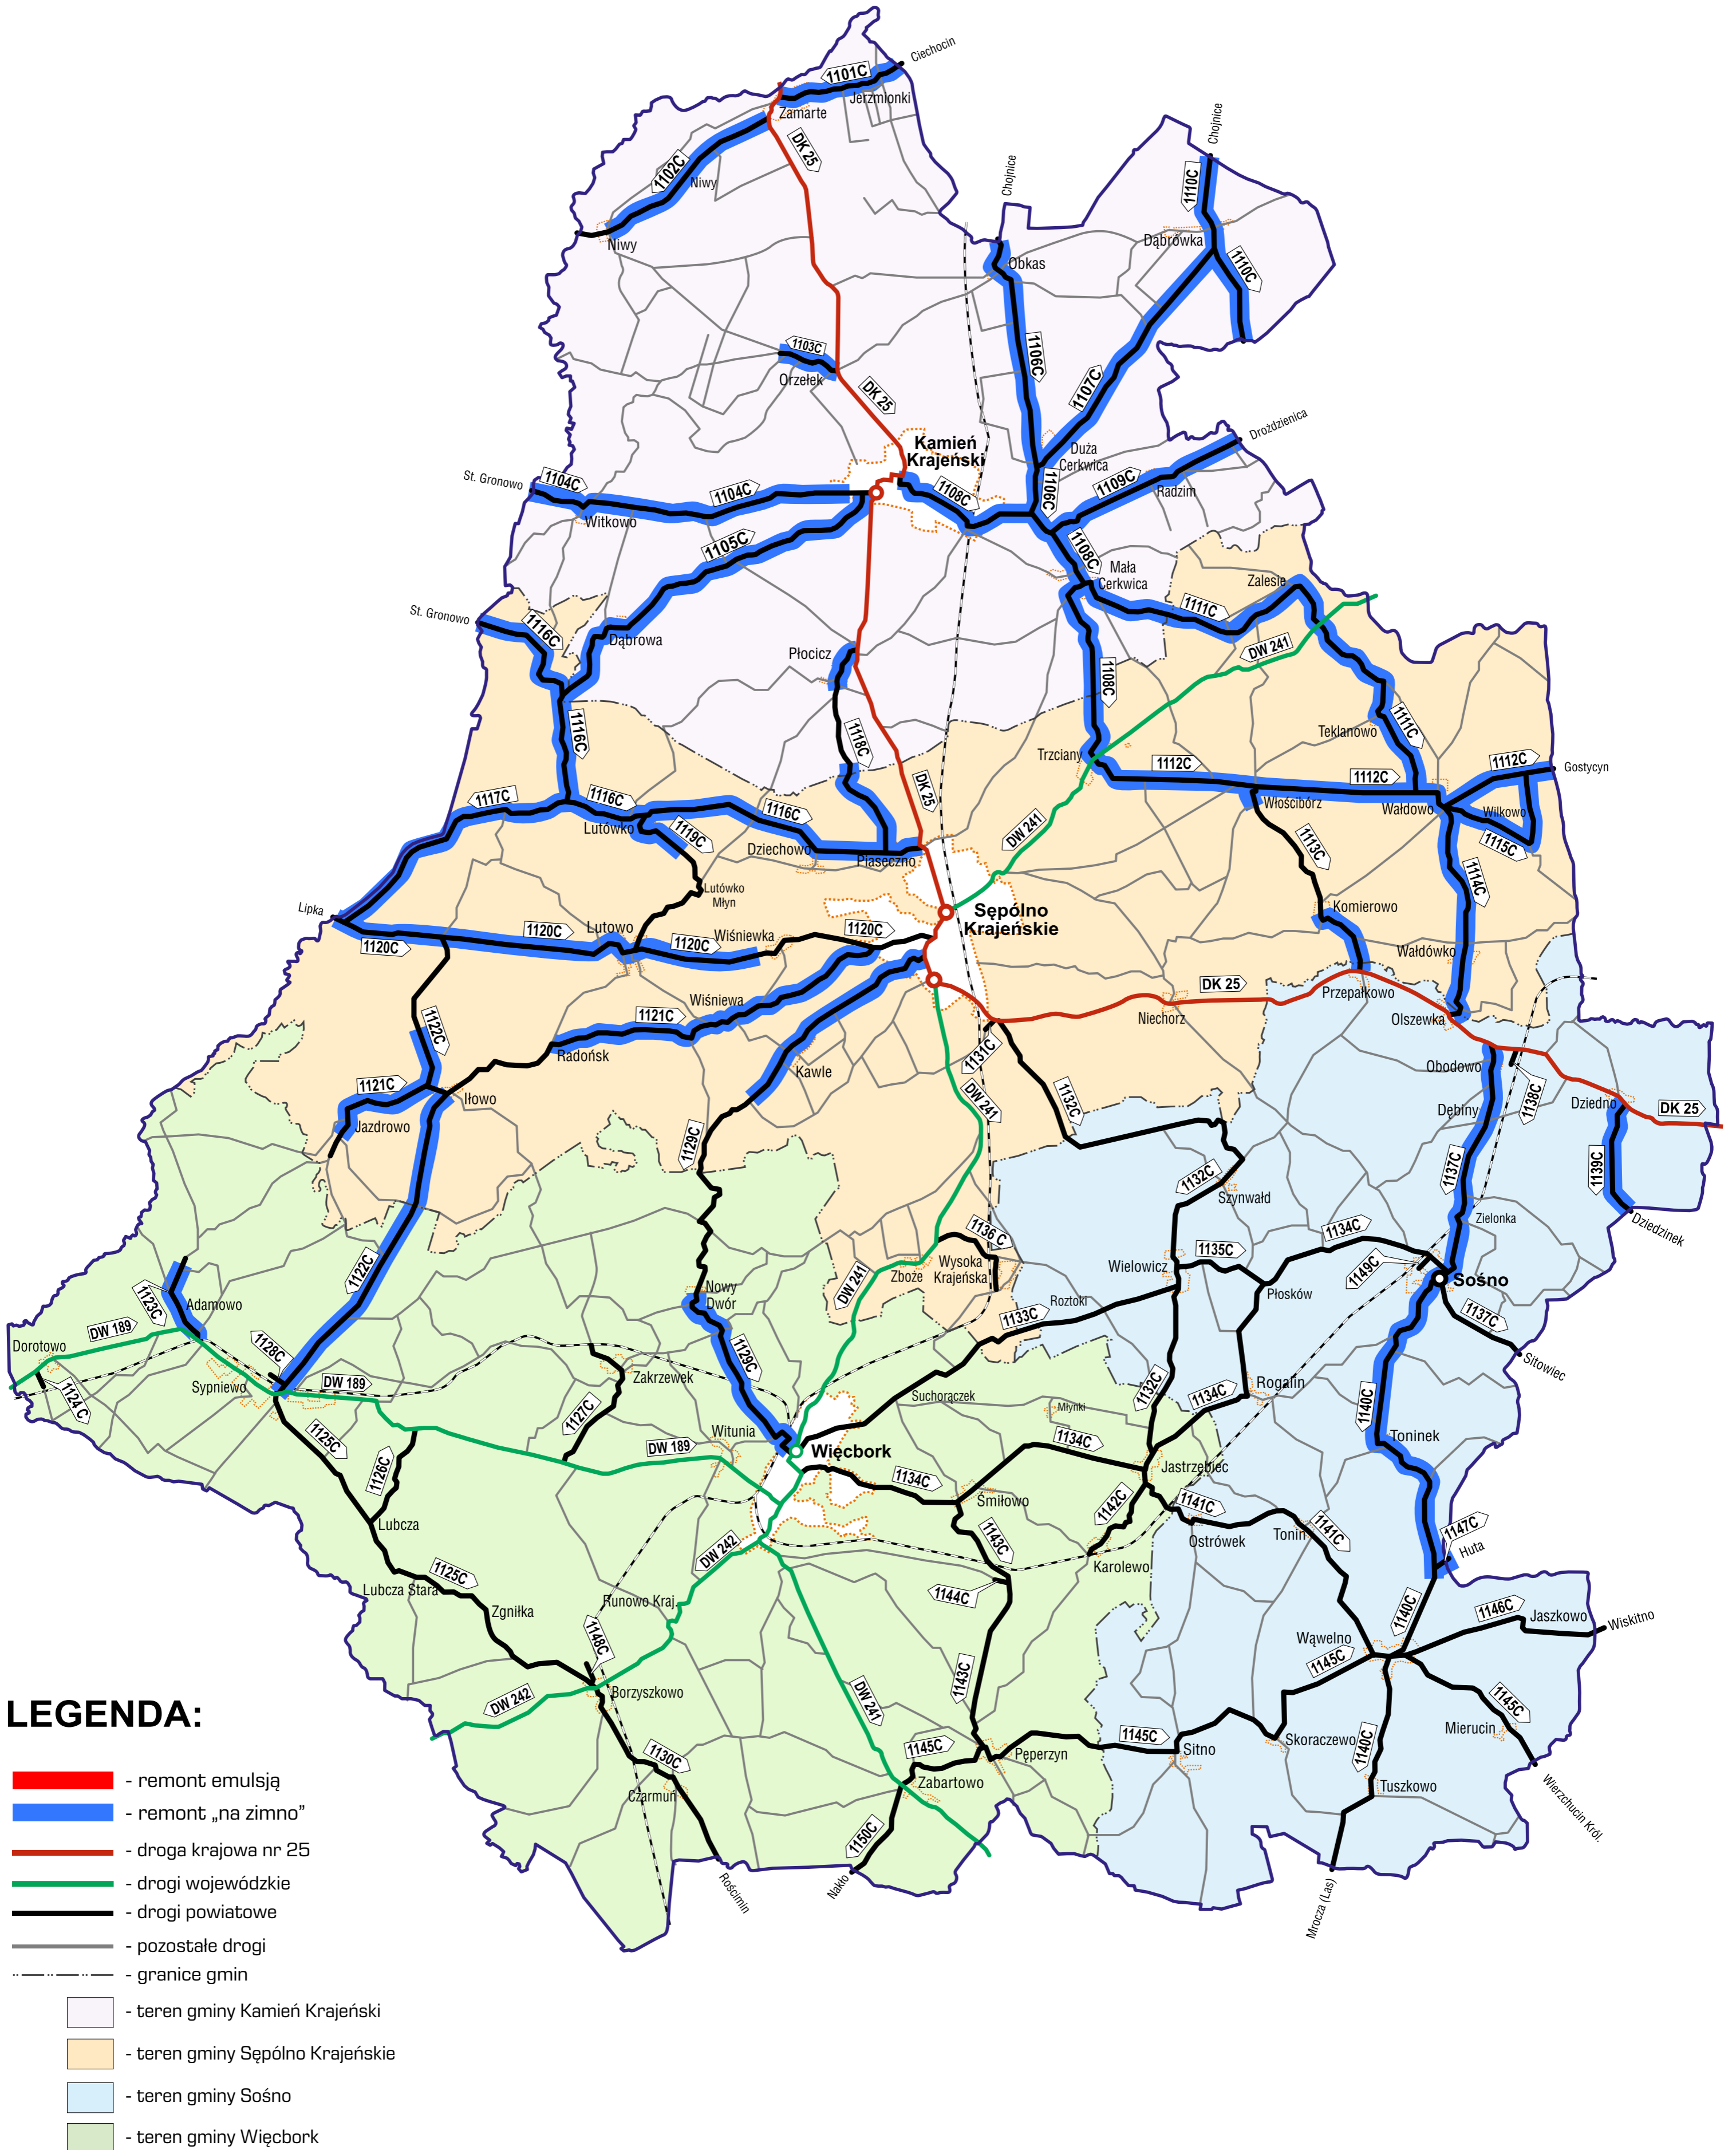 Ciechocin
1101C
Jerzmionki
Zamarte
Chojnice
DK 25
1102C
Niwy
Chojnice
1110C
Niwy
Dąbrówka
Obkas
1110C
1103C
1106C
Orzełek
1107C
DK 25
Drożdzienica
Kamień
Krajeński
Duża
Cerkwica
St. Gronowo
1104C
1104C
1108C
1106C
1109C
Radzim
Witkowo
1105C
1108C
Mała
Cerkwica
Zalesie
St. Gronowo
1116C
1111C
Dąbrowa
DW 241
Płocicz
1108C
1116C
1118C
1111C
Teklanowo
Trzciany
1112C
1112C
1112C
Gostycyn
DK 25
1117C
1116C
1116C
Włościbórz
Wałdowo
Wilkowo
Lutówko
1119C
DW 241
1113C
1115C
Dziechowo
Piaseczno
1114C
Lutówko
Młyn
Lipka
Komierowo
Sępólno
Krajeńskie
1120C
1120C
Lutowo
1120C
Wiśniewka
1120C
Wałdówko
DK 25
Przepałkowo
Wiśniewa
1121C
Niechorz
Olszewka
1122C
Radońsk
1131C
Obodowo
Kawle
1121C
Iłowo
DW 241
1132C
Dębiny
1138C
Dziedno
DK 25
Jazdrowo
1129C
1132C
1137C
1139C
Szynwałd
Zielonka
Dziedzinek
1136 C
1134C
1135C
1122C
Zboże
Wysoka
Krajeńska
Wielowicz
1149C
Sośno
1123C
Adamowo
Nowy
Dwór
DW 241
Roztoki
1133C
Płosków
1137C
Dorotowo
DW 189
1128C
Sitowiec
1129C
Zakrzewek
Sypniewo
DW 189
1124 C
Suchorączek
1132C
1134C
Rogalin
1140C
1127C
Młynki
1125C
Witunia
DW 189
Więcbork
1134C
Toninek
1126C
1134C
Jastrzębiec
Śmiłowo
1142C
1141C
Lubcza
1143C
Ostrówek
Tonin
1141C
1147C
Huta
DW 242
Karolewo
1125C
Lubcza Stara
1144C
Zgniłka
Runowo Kraj.
1140C
1146C
Jaszkowo
Wiskitno
1148C
Wąwelno
1145C
1143C
DW 242
Borzyszkowo
DW 241
1145C
Mierucin
1145C
1145C
Sitno
Skoraczewo
1140C
Pęperzyn
1130C
Czarmuń
Zabartowo
Tuszkowo
Wierzchucin Król.
1150C
Rościmin
Nakło
Mrocza (Las)
LEGENDA:
- remont emulsją
- remont „na zimno”
- droga krajowa nr 25
- drogi wojewódzkie
- drogi powiatowe
- pozostałe drogi
- granice gmin
- teren gminy Kamień Krajeński
- teren gminy Sępólno Krajeńskie
- teren gminy Sośno
- teren gminy Więcbork